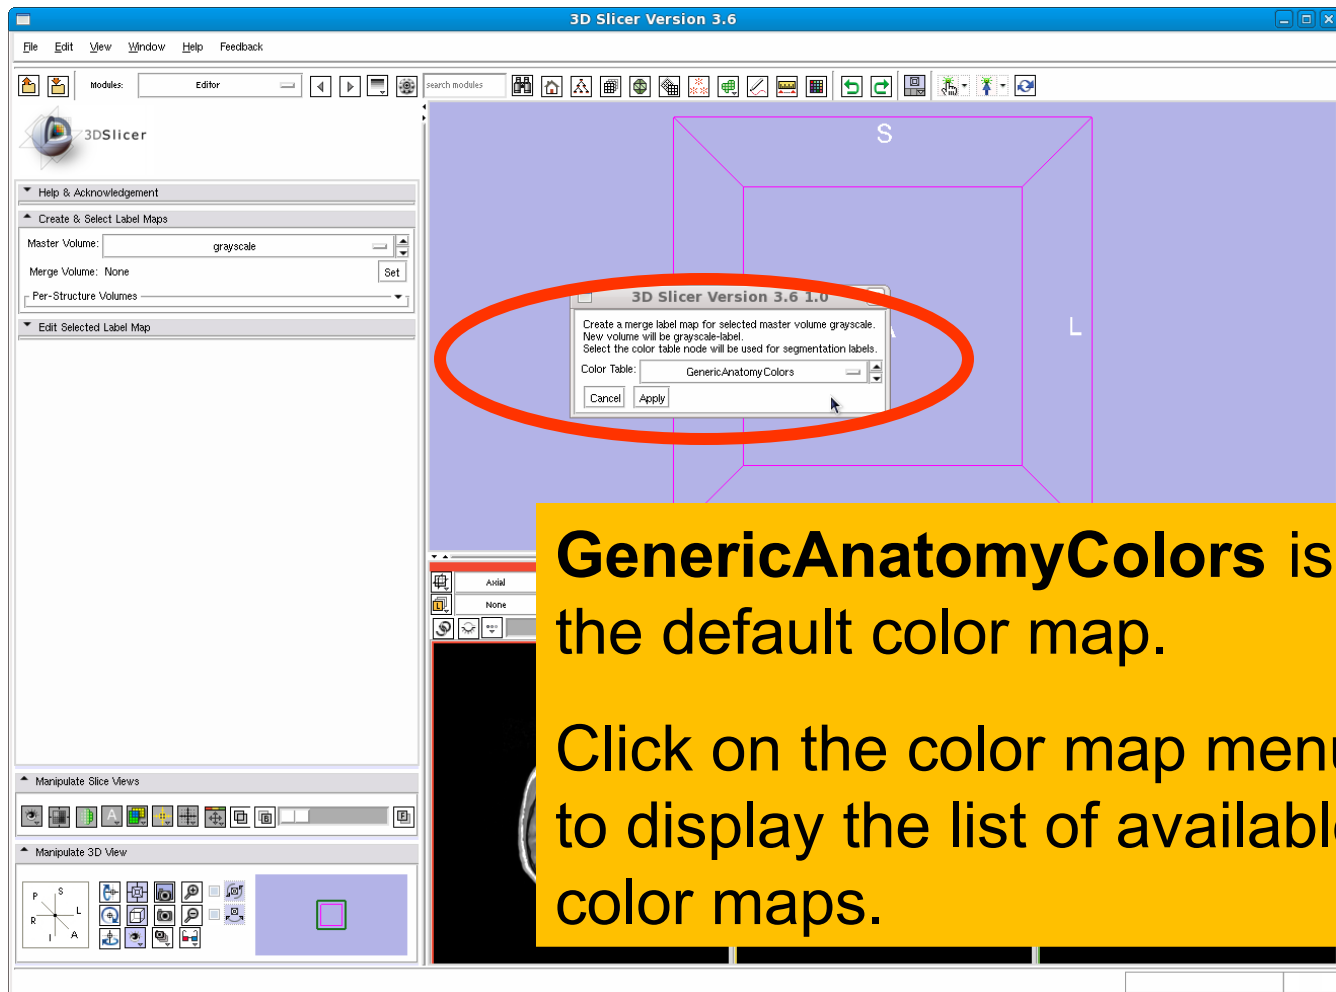 3D Slicer Version 3.6
File Edit View Window Help Feedback
Modules: Editor search modules
3DSlicer
Help & Acknowledgement
Create & Select Label Maps
Master Volume: grayscale
Merge Volume: None Set
Per-Structure Volumes
Edit Selected Label Map
S
L
3D Slicer Version 3.6 1.0
Create a merge label map for selected master volume grayscale.
New volume will be grayscale-label.
Select the color table node will be used for segmentation labels.
Color Table: GenericAnatomyColors
Cancel Apply
Axial
None
GenericAnatomyColors is
the default color map.
Click on the color map menu
to display the list of available
color maps.
Manipulate Slice Views
Manipulate 3D View
P S
R L
I A